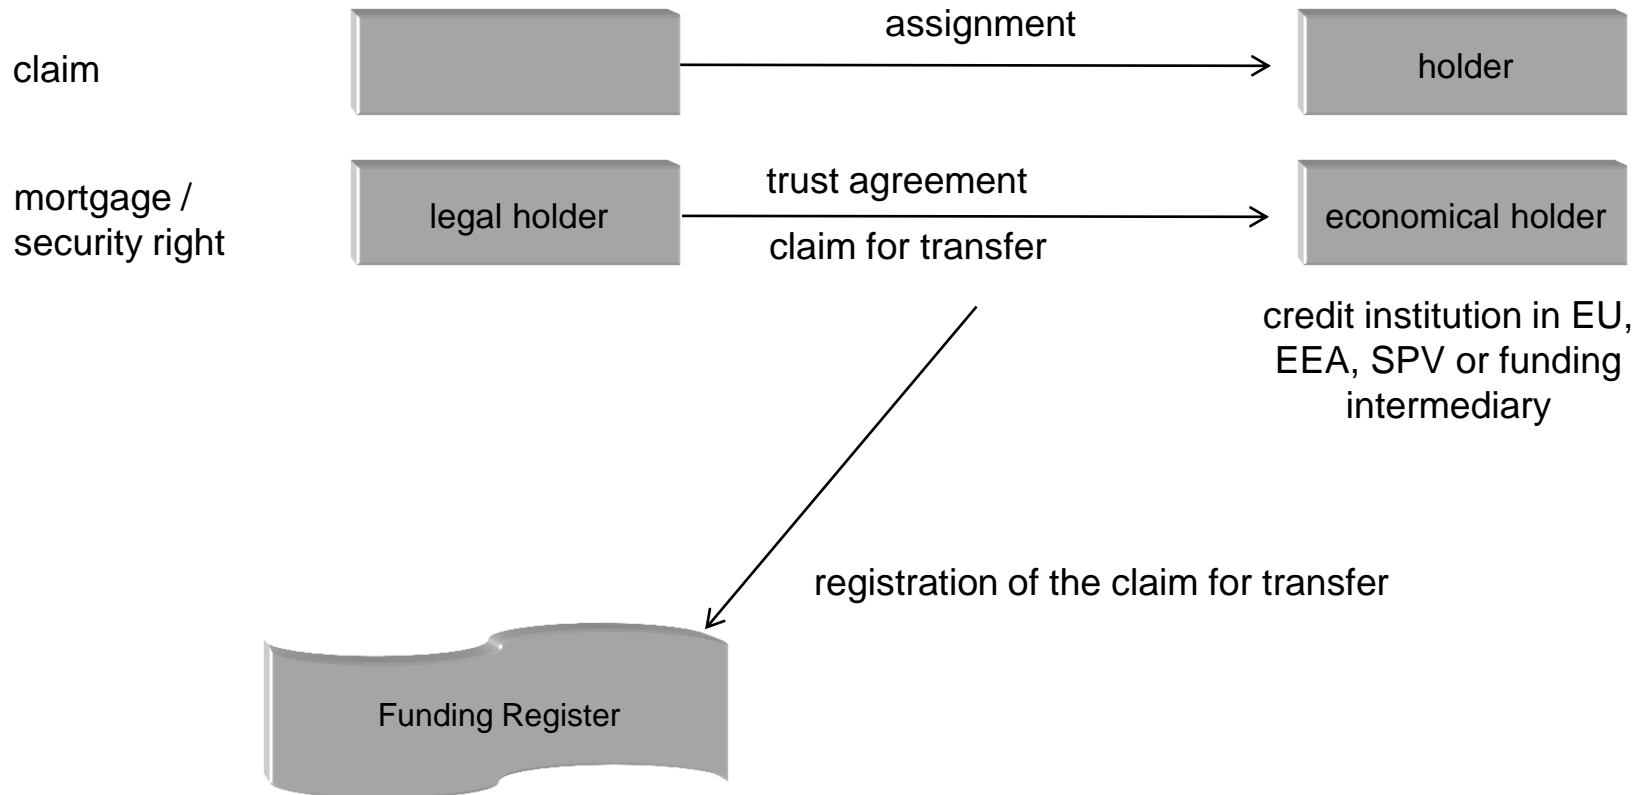 assignment
claim
holder
mortgage /
security right
legal holder
trust agreement
claim for transfer
economical holder
credit institution in EU,
EEA, SPV or funding
intermediary
registration of the claim for transfer
Funding Register